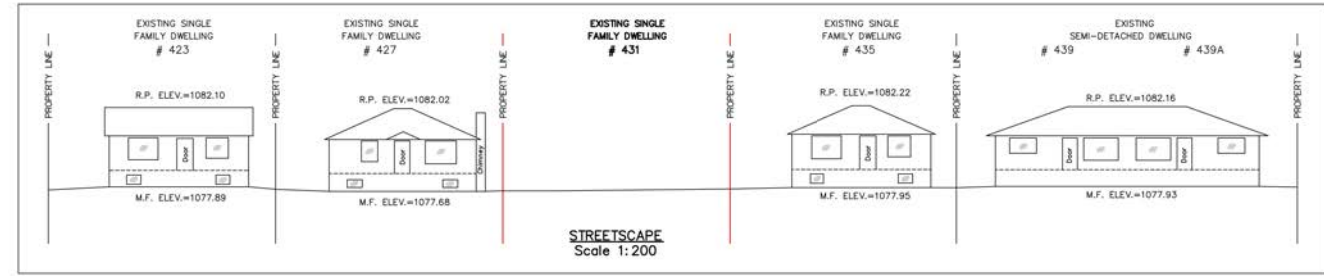 EXISTING SINGLE
FAMILY DWELLING
# 423
EXISTING SINGLE
FAMILY DWELLING
# 427
EXISTING SINGLE
FAMILY DWELLING
# 431
EXISTING SINGLE
FAMILY DWELLING
# 435
EXISTING
SEMI-DETACHED DWELLING
# 439 # 439A
PROPERTY LINE
PROPERTY LINE
PROPERTY LINE
PROPERTY LINE
PROPERTY LINE
PROPERTY LINE
R.P. ELEV.=1082.10
Door
M.F. ELEV.=1077.89
R.P. ELEV.=1082.02
Door
Chimney
M.F. ELEV.=1077.68
R.P. ELEV.=1082.22
Door
M.F. ELEV.=1077.95
R.P. ELEV.=1082.16
Door
Door
M.F. ELEV.=1077.93
STREETSCAPE
Scale 1:200